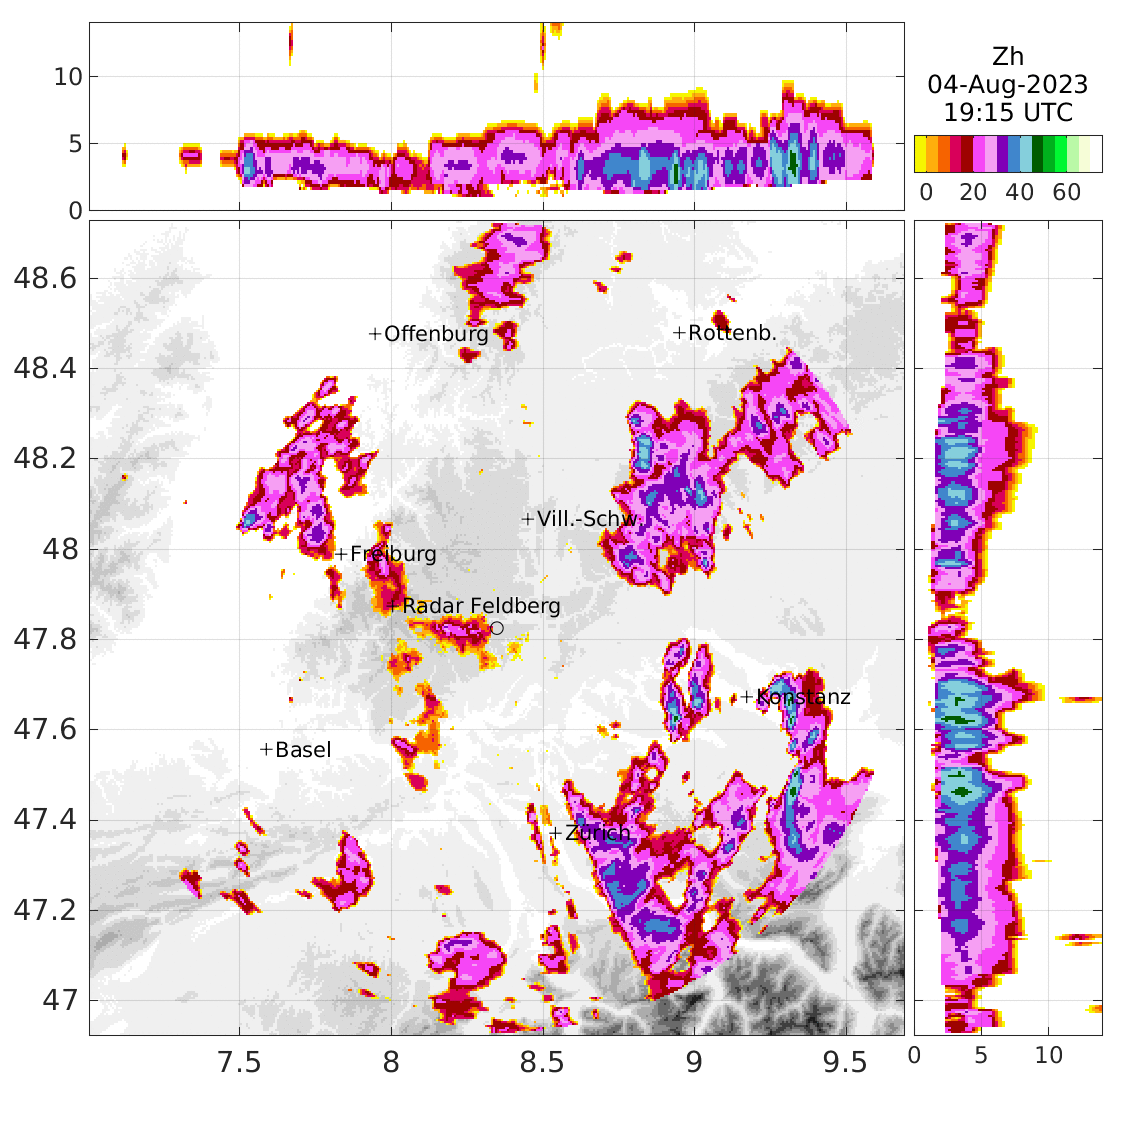 10
5
0
Zh
04-Aug-2023
19:15 UTC
0 20 40 60
48.6
48.4
48.2
48
47.8
47.6
47.4
47.2
47
+Offenburg
+Rottenb.
+Vill.-Schw.
+Freiburg
+Radar Feldberg
+Konstanz
+Basel
+Zürich
7.5 8 8.5 9 9.5
0 5 10